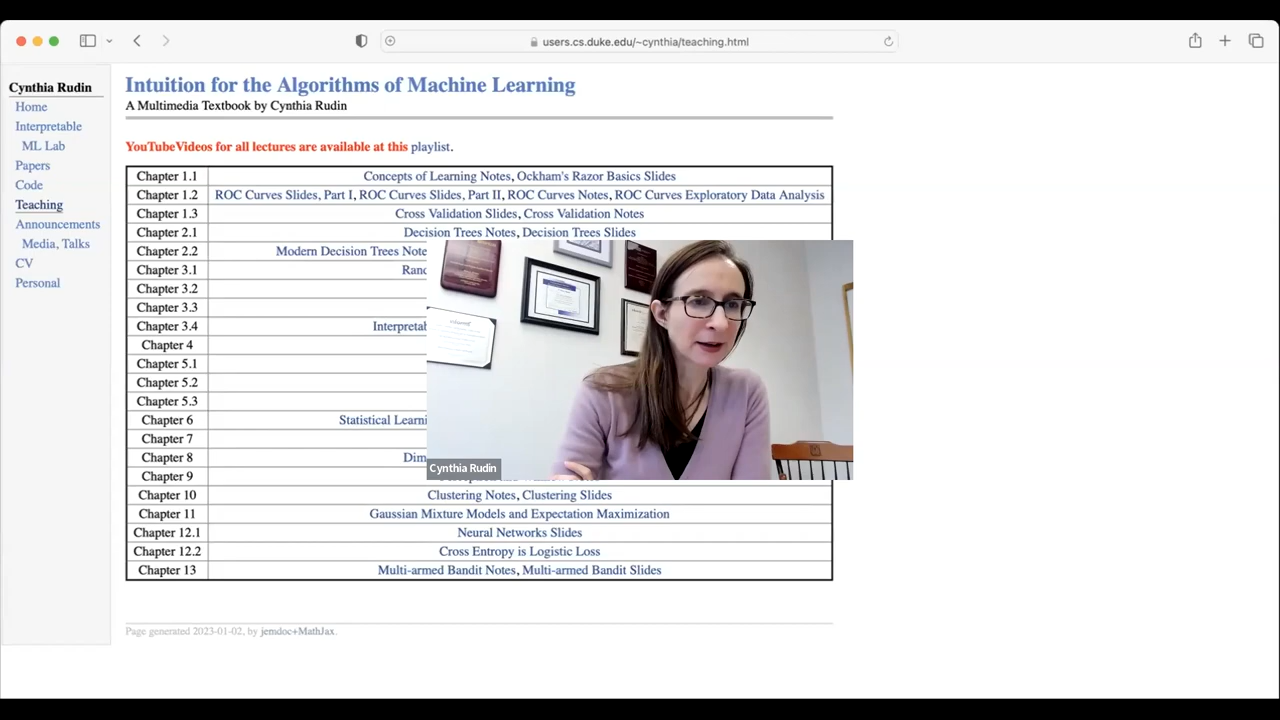 users.cs.duke.edu/~cynthia/teaching.html
Cynthia Rudin
Home
Interpretable
ML Lab
Papers
Code
Teaching
Announcements
Media, Talks
CV
Personal
Intuition for the Algorithms of Machine Learning
A Multimedia Textbook by Cynthia Rudin
YouTubeVideos for all lectures are available at this playlist.
Chapter 1.1 Concepts of Learning Notes, Ockham's Razor Basics Slides
Chapter 1.2 ROC Curves Slides, Part I, ROC Curves Slides, Part II, ROC Curves Notes, ROC Curves Exploratory Data Analysis
Chapter 1.3 Cross Validation Slides, Cross Validation Notes
Chapter 2.1 Decision Trees Notes, Decision Trees Slides
Chapter 2.2 Modern Decision Trees
Chapter 3.1
Chapter 3.2
Chapter 3.3
Chapter 3.4
Chapter 4
Chapter 5.1
Chapter 5.2
Chapter 5.3
Chapter 6 Statistical
Chapter 7
Chapter 8
Chapter 9
Chapter 10 Clustering Notes, Clustering Slides
Chapter 11 Gaussian Mixture Models and Expectation Maximization
Chapter 12.1 Neural Networks Slides
Chapter 12.2 Cross Entropy is Logistic Loss
Chapter 13 Multi-armed Bandit Notes, Multi-armed Bandit Slides
Cynthia Rudin
Page generated 2023-01-02, by jemdoc+MathJax.